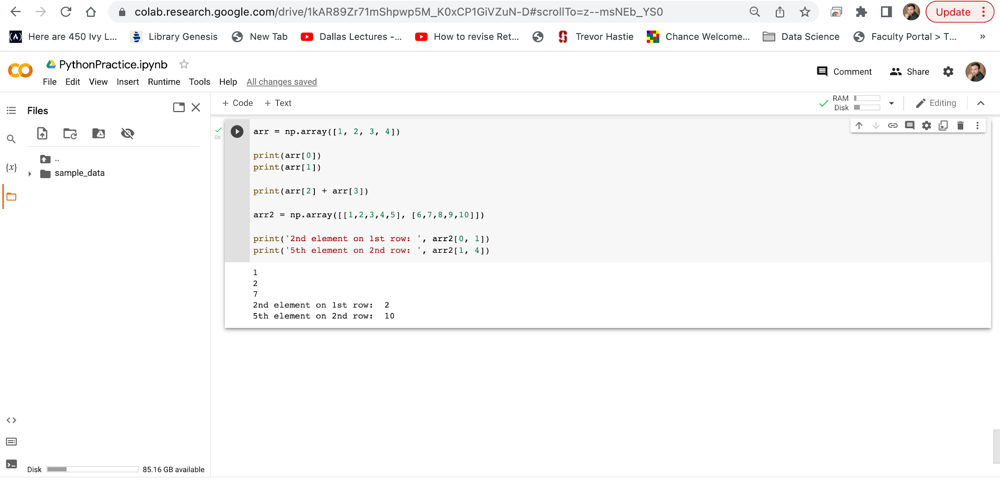 colab.research.google.com/drive/1kAR89Zr71mShpwp5M_K0xCP1GiVZuN-D#scrollTo=z--msNEb_YS0
Update
Here are 450 Ivy L...
Library Genesis
New Tab
Dallas Lectures -...
How to revise Ret...
Trevor Hastie
Chance Welcome...
Data Science
Faculty Portal > T...
»
PythonPractice.ipynb
Comment
Share
File Edit View Insert Runtime Tools Help All changes saved
Files
+ Code + Text
RAM
Disk
Editing
..
{x}
sample_data
0s
arr = np.array([1, 2, 3, 4])
print(arr[0])
print(arr[1])
print(arr[2] + arr[3])
arr2 = np.array([[1,2,3,4,5], [6,7,8,9,10]])
print('2nd element on 1st row: ', arr2[0, 1])
print('5th element on 2nd row: ', arr2[1, 4])
1
2
7
2nd element on 1st row:  2
5th element on 2nd row:  10
Disk
85.16 GB available